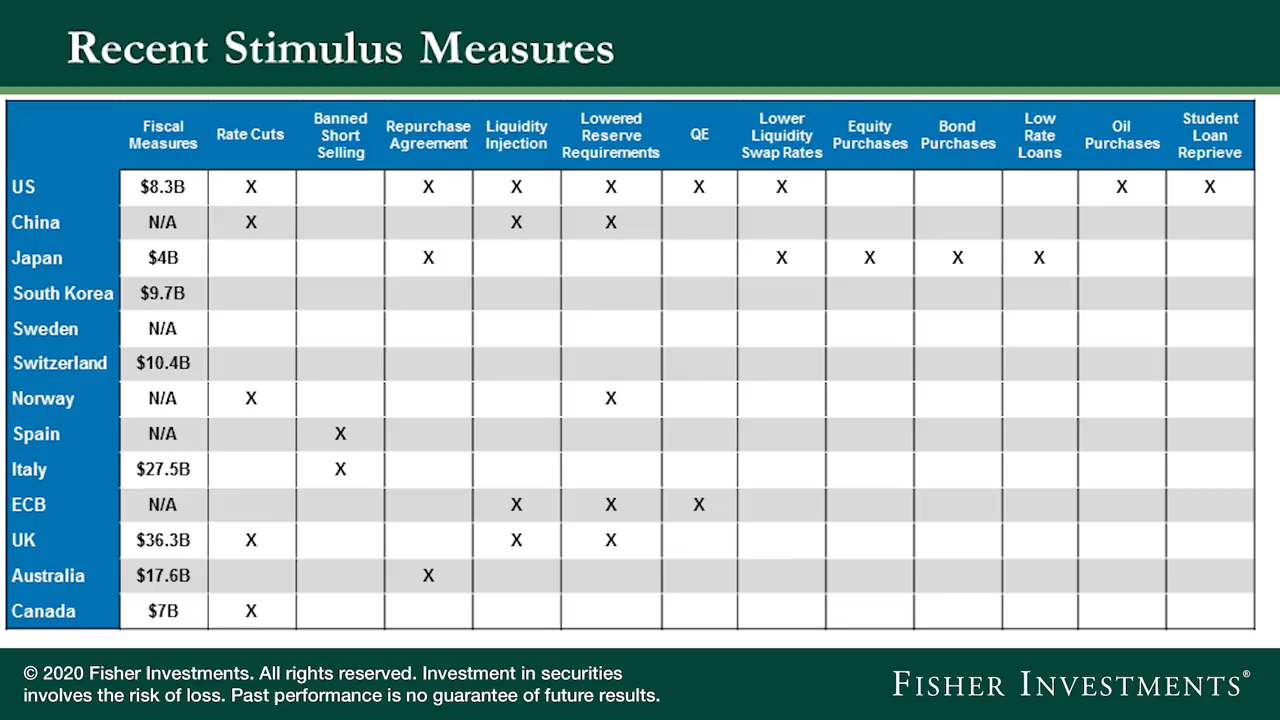 Recent Stimulus Measures
Fiscal Measures | Rate Cuts | Banned Short Selling | Repurchase Agreement | Liquidity Injection | Lowered Reserve Requirements | QE | Lower Liquidity Swap Rates | Equity Purchases | Bond Purchases | Low Rate Loans | Oil Purchases | Student Loan Reprieve
US $8.3B X X X X X X X X
China N/A X X X
Japan $4B X X X X X
South Korea $9.7B
Sweden N/A
Switzerland $10.4B
Norway N/A X X
Spain N/A X
Italy $27.5B X
ECB N/A X X X
UK $36.3B X X X
Australia $17.6B X
Canada $7B X
© 2020 Fisher Investments. All rights reserved. Investment in securities
involves the risk of loss. Past performance is no guarantee of future results.
FISHER INVESTMENTS®